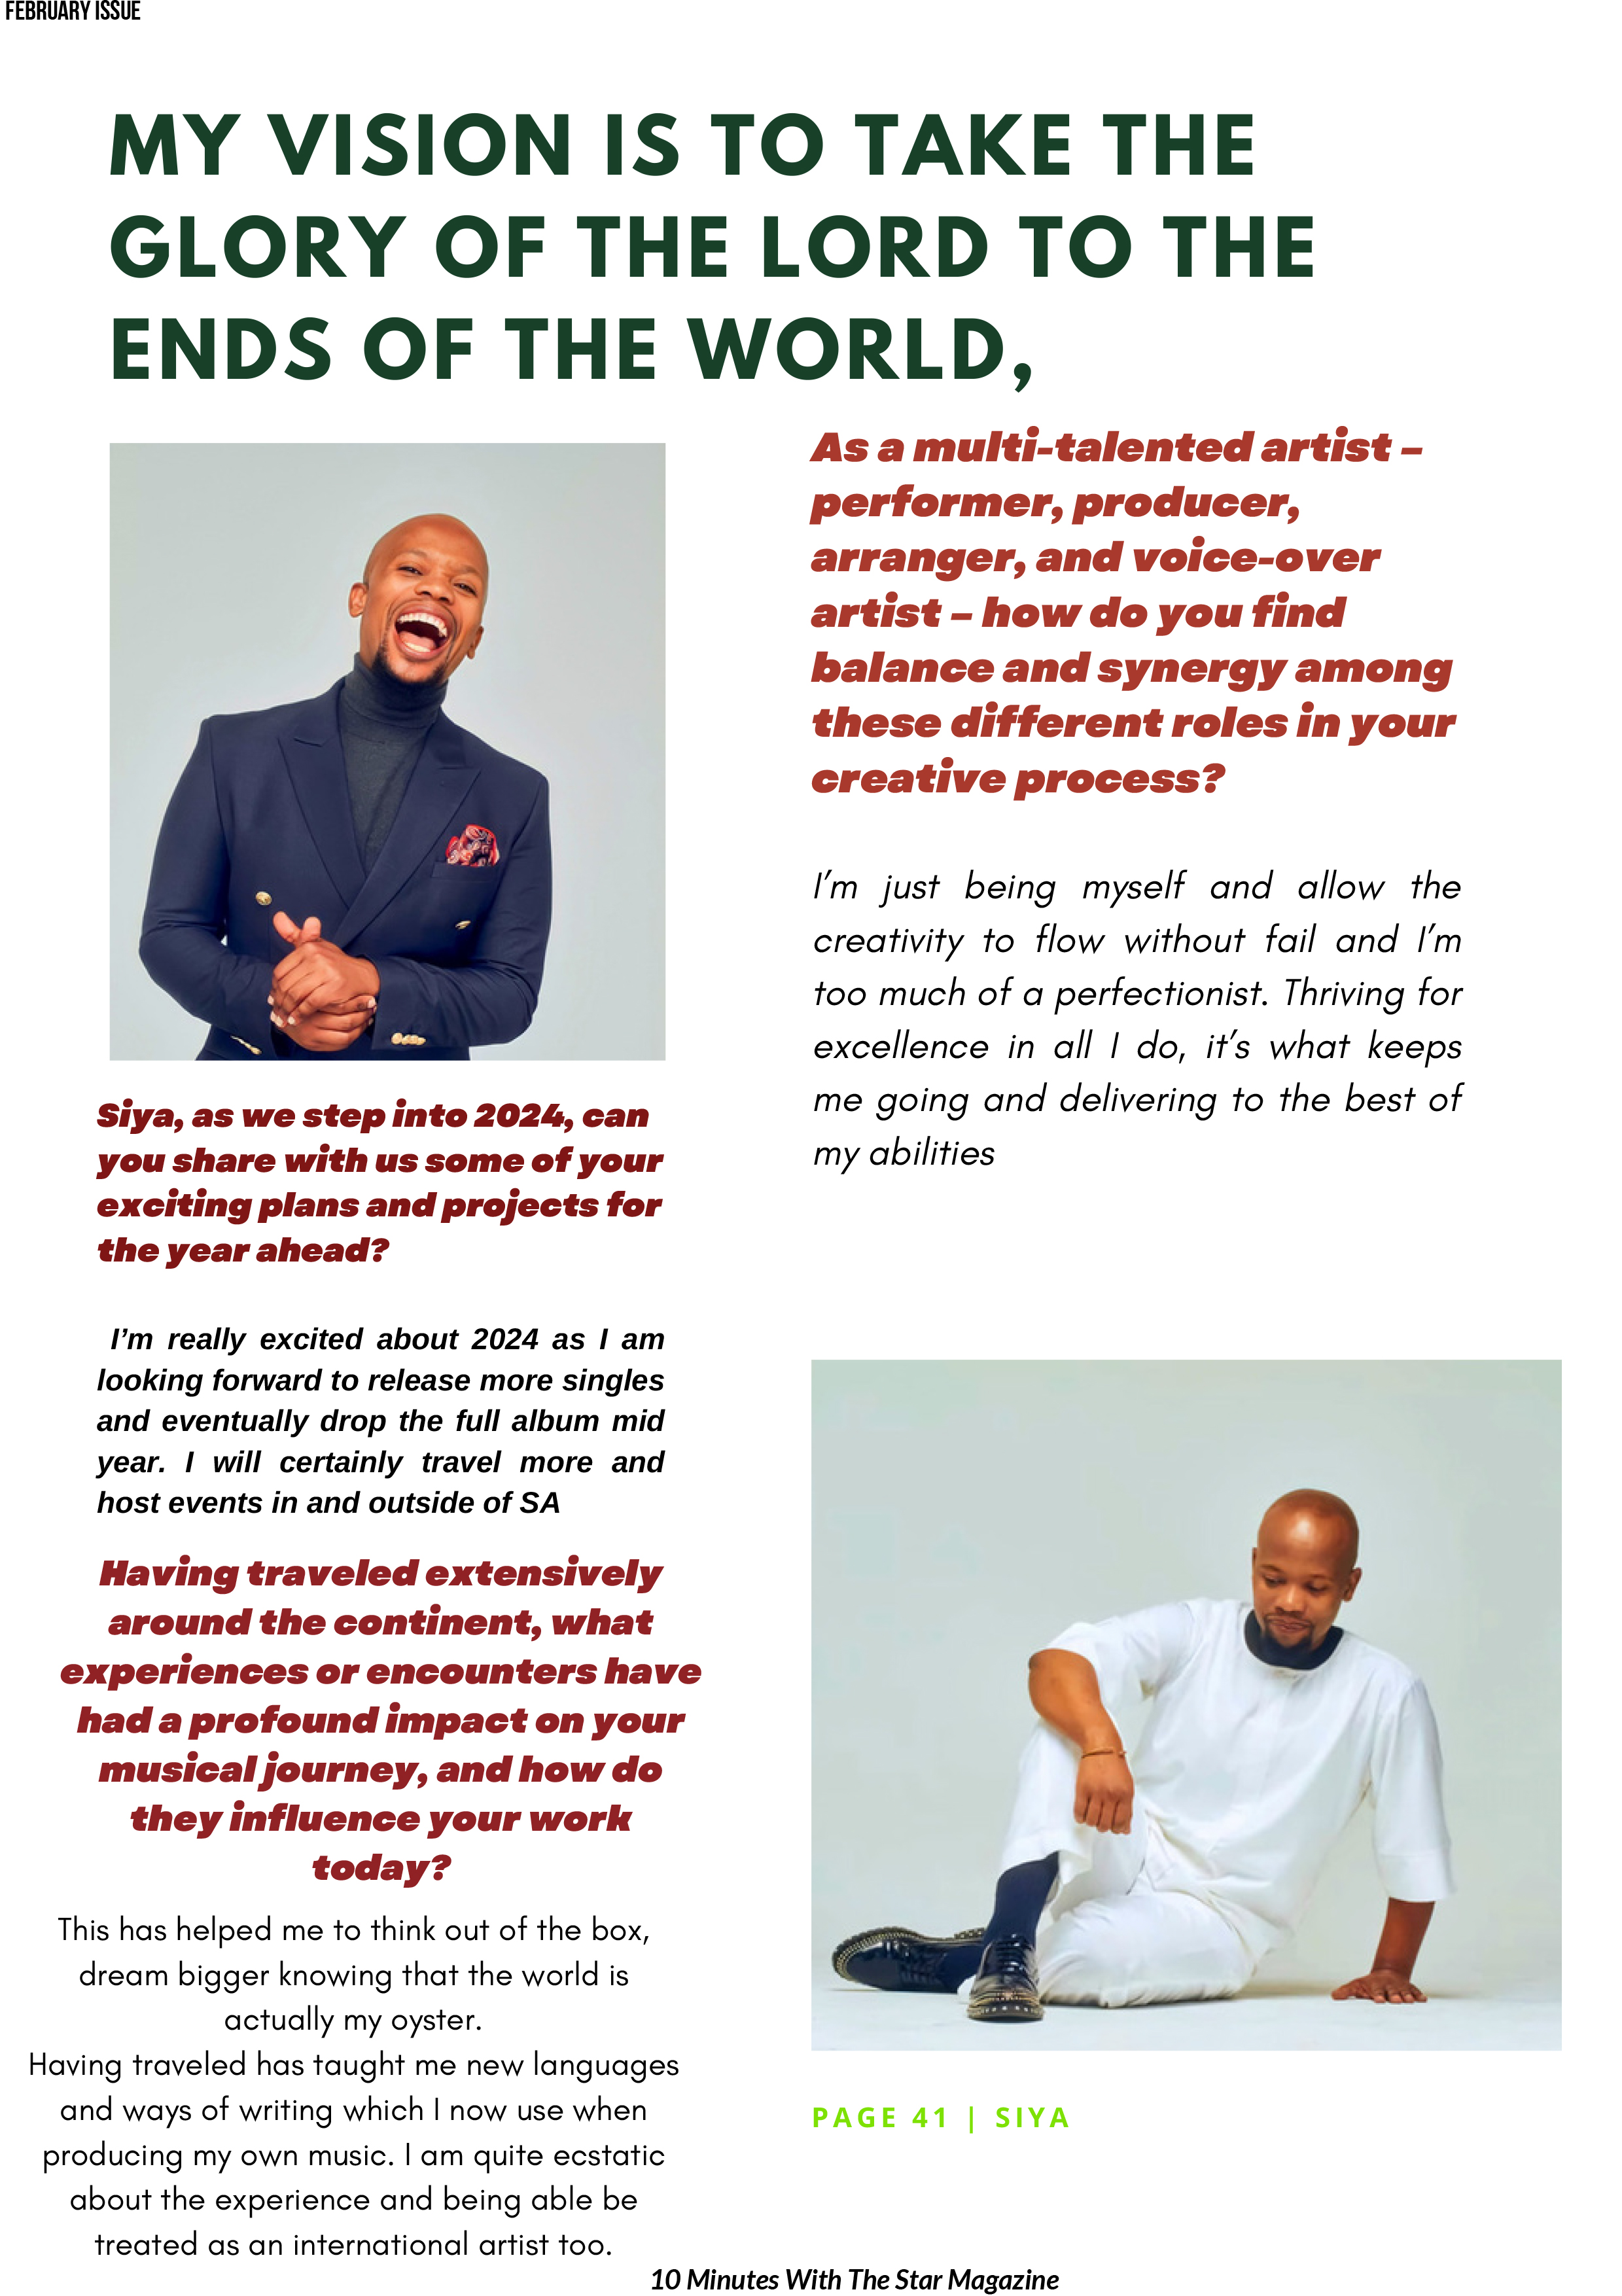 FEBRUARY ISSUE
MY VISION IS TO TAKE THE
GLORY OF THE LORD TO THE
ENDS OF THE WORLD,
Siya, as we step into 2024, can
you share with us some of your
exciting plans and projects for
the year ahead?
I’m really excited about 2024 as I am
looking forward to release more singles
and eventually drop the full album mid
year. I will certainly travel more and
host events in and outside of SA
Having traveled extensively
around the continent, what
experiences or encounters have
had a profound impact on your
musical journey, and how do
they influence your work
today?
This has helped me to think out of the box,
dream bigger knowing that the world is
actually my oyster.
Having traveled has taught me new languages
and ways of writing which I now use when
producing my own music. I am quite ecstatic
about the experience and being able be
treated as an international artist too.
As a multi-talented artist –
performer, producer,
arranger, and voice-over
artist – how do you find
balance and synergy among
these different roles in your
creative process?
I’m just being myself and allow the
creativity to flow without fail and I’m
too much of a perfectionist. Thriving for
excellence in all I do, it’s what keeps
me going and delivering to the best of
my abilities
PAGE 41 | SIYA
10 Minutes With The Star Magazine